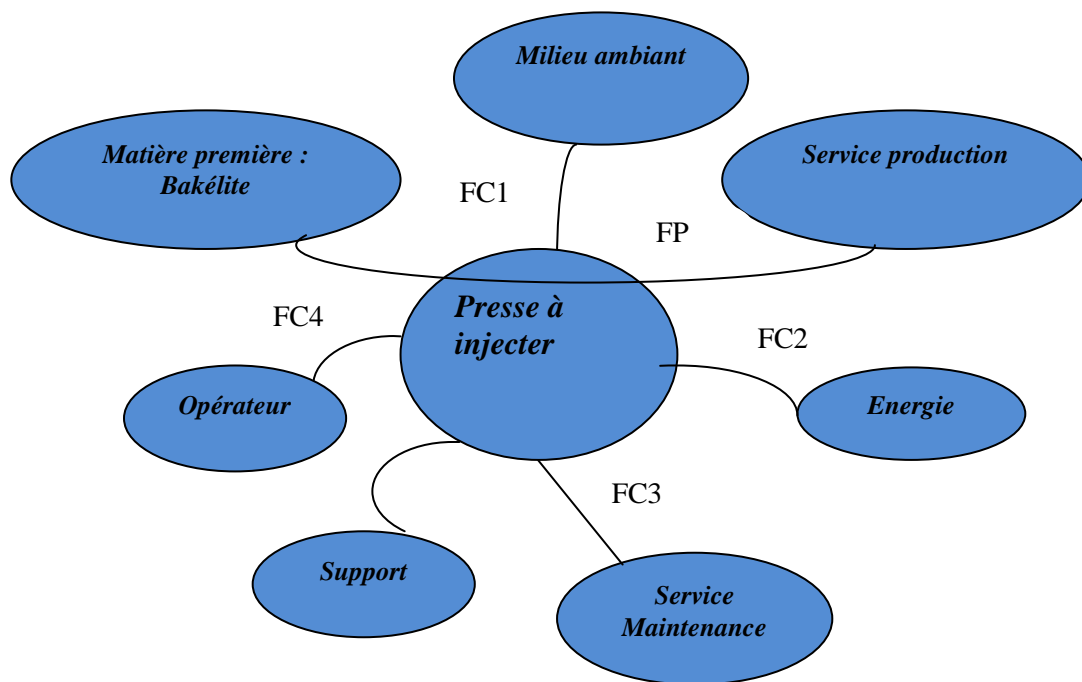 Milieu ambiant
Matière première :
Bakélite
Service production
FC1
FP
Presse à
injecter
FC4
FC2
Opérateur
Energie
FC3
Support
Service
Maintenance